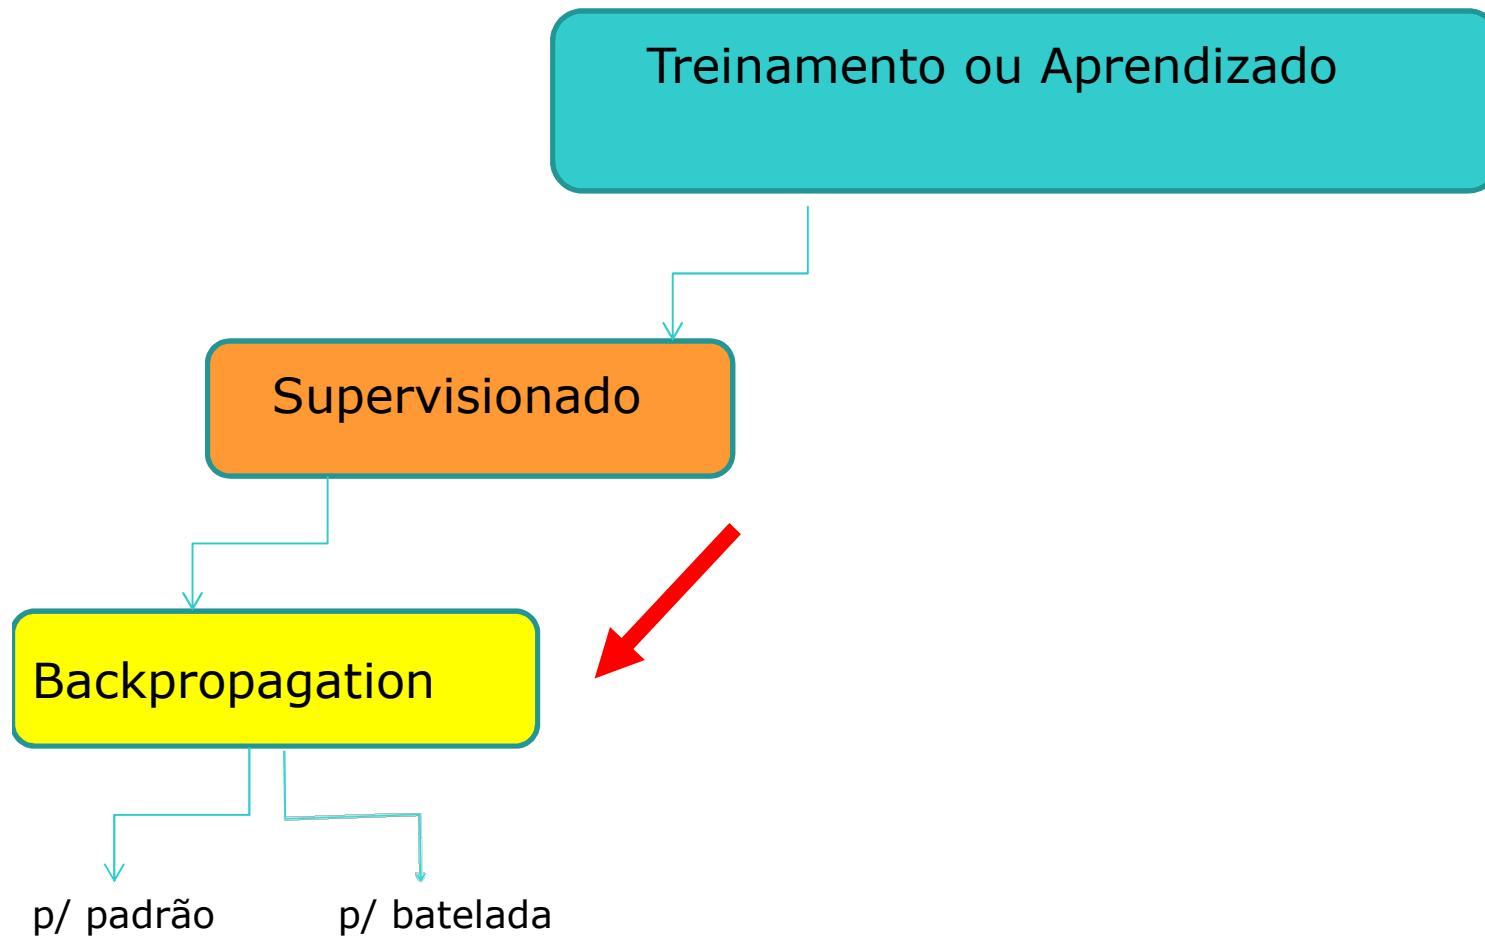 Treinamento ou Aprendizado
Supervisionado
Backpropagation
p/ padrão
p/ batelada